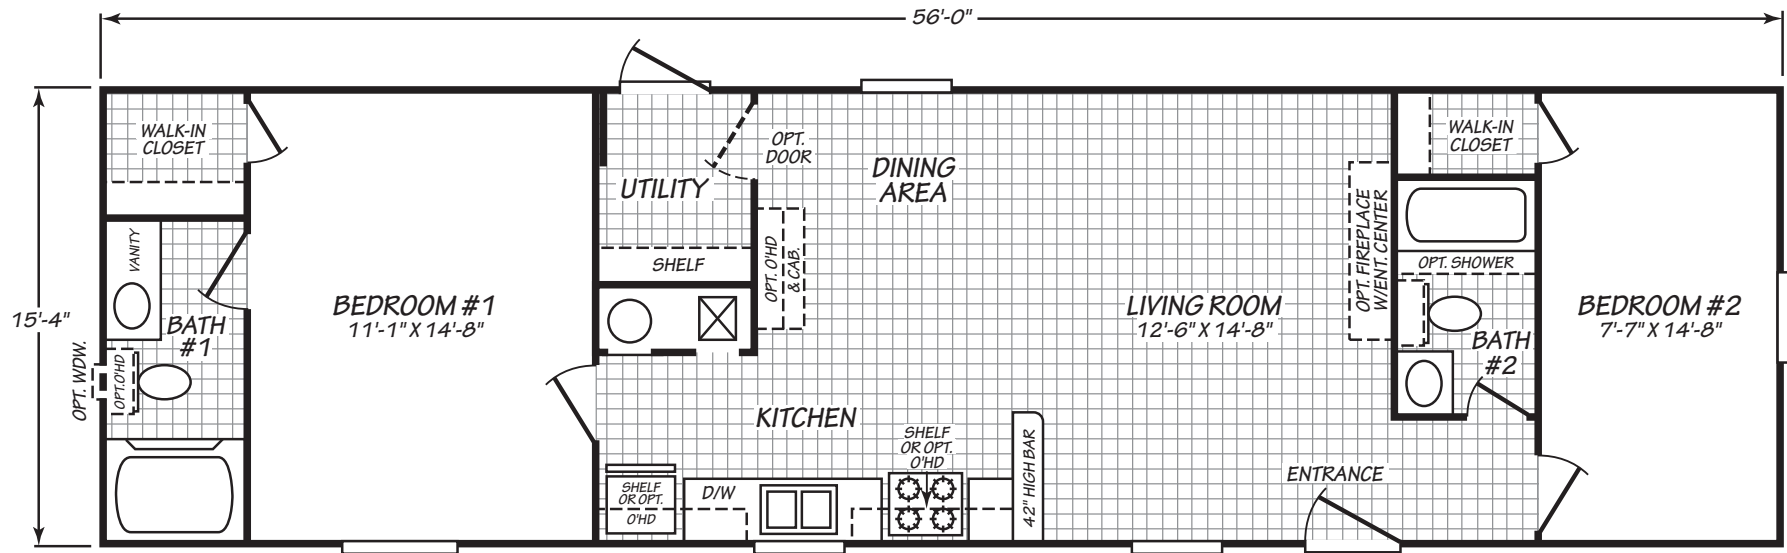 56'-0"
15'-4"
WALK-IN
CLOSET
VANITY
BATH
#1
OPT. WDW.
OPT.O'HD
BEDROOM #1
11'-1" X 14'-8"
UTILITY
OPT.
DOOR
SHELF
OPT. O'HD
& CAB.
DINING
AREA
KITCHEN
SHELF
OR OPT.
O'HD
D/W
SHELF
OR OPT.
O'HD
42" HIGH BAR
LIVING ROOM
12'-6" X 14'-8"
OPT. FIREPLACE
W/ENT. CENTER
ENTRANCE
WALK-IN
CLOSET
OPT. SHOWER
BATH
#2
BEDROOM #2
7'-7" X 14'-8"